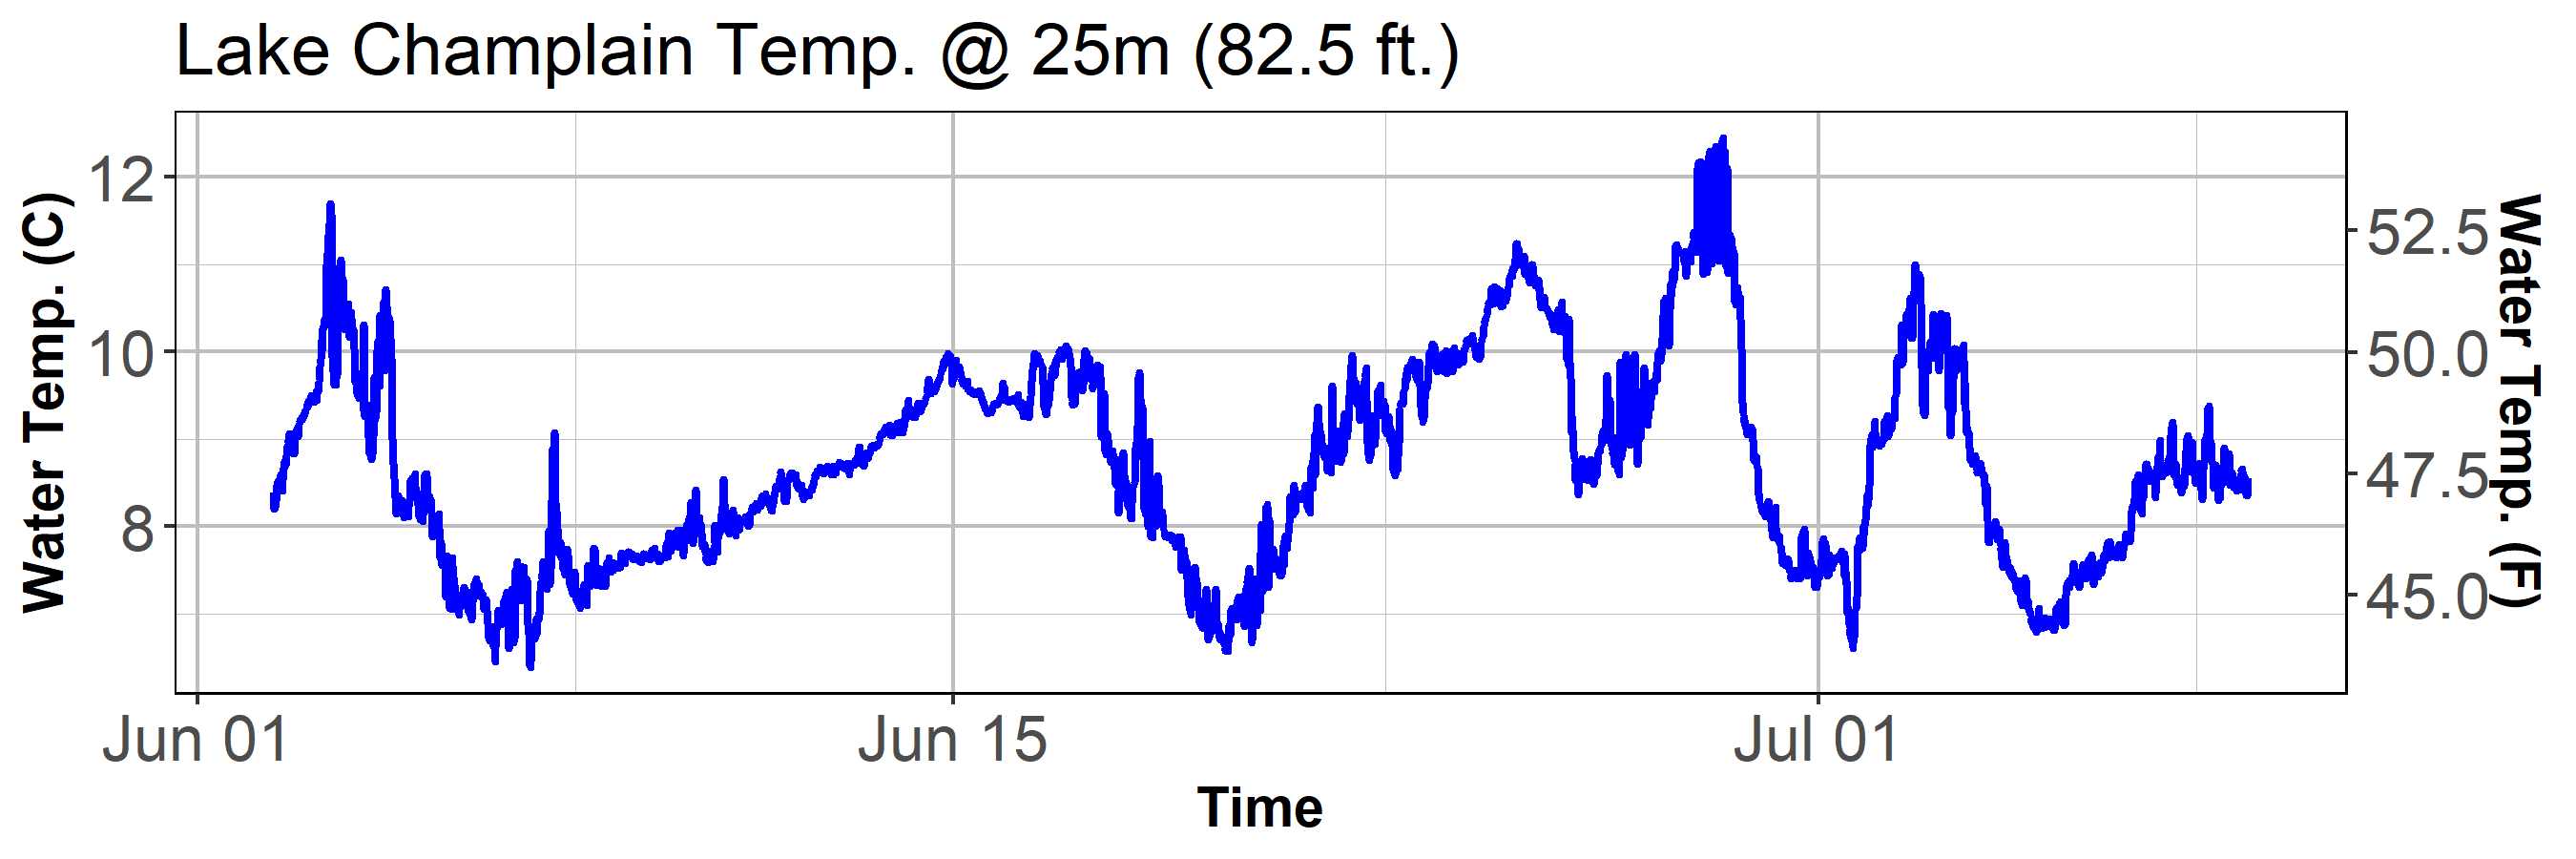 Lake Champlain Temp. @ 25m (82.5 ft.)
Water Temp. (C)
12
10
8
52.5
50.0
47.5
45.0
Water Temp. (F)
Jun 01
Jun 15
Jul 01
Time